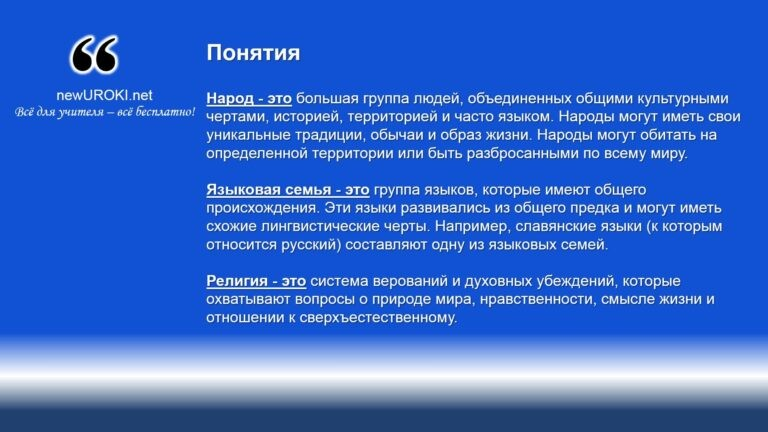 Понятия
newUROKI.net
Всё для учителя – всё бесплатно!
Народ - это большая группа людей, объединенных общими культурными
чертами, историей, территорией и часто языком. Народы могут иметь свои
уникальные традиции, обычаи и образ жизни. Народы могут обитать на
определенной территории или быть разбросанными по всему миру.
Языковая семья - это группа языков, которые имеют общего
происхождения. Эти языки развивались из общего предка и могут иметь
схожие лингвистические черты. Например, славянские языки (к которым
относится русский) составляют одну из языковых семей.
Религия - это система верований и духовных убеждений, которые
охватывают вопросы о природе мира, нравственности, смысле жизни и
отношении к сверхъестественному.